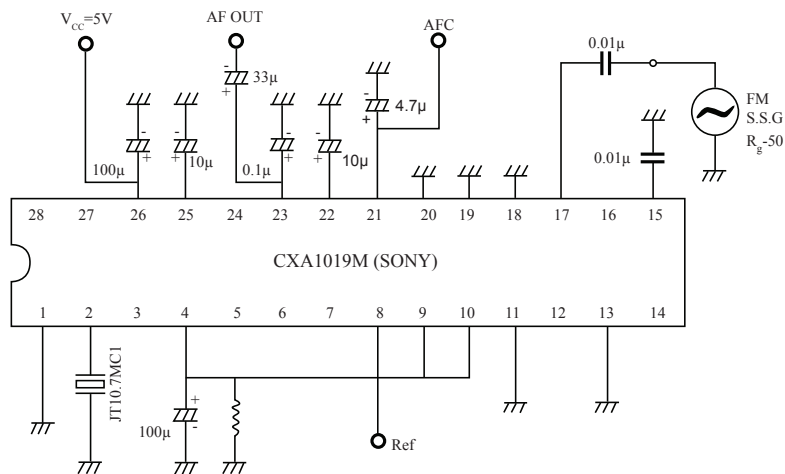 V_CC=5V
AF OUT
AFC
0.01µ
-
33µ
+
-
4.7µ
+
FM
S.S.G
R_g-50
-
+
100µ
-
+
10µ
0.1µ
-
+
-
+
10µ
0.01µ
28 27 26 25 24 23 22 21 20 19 18 17 16 15
CXA1019M (SONY)
1 2 3 4 5 6 7 8 9 10 11 12 13 14
JT10.7MC1
+
100µ
-
Ref